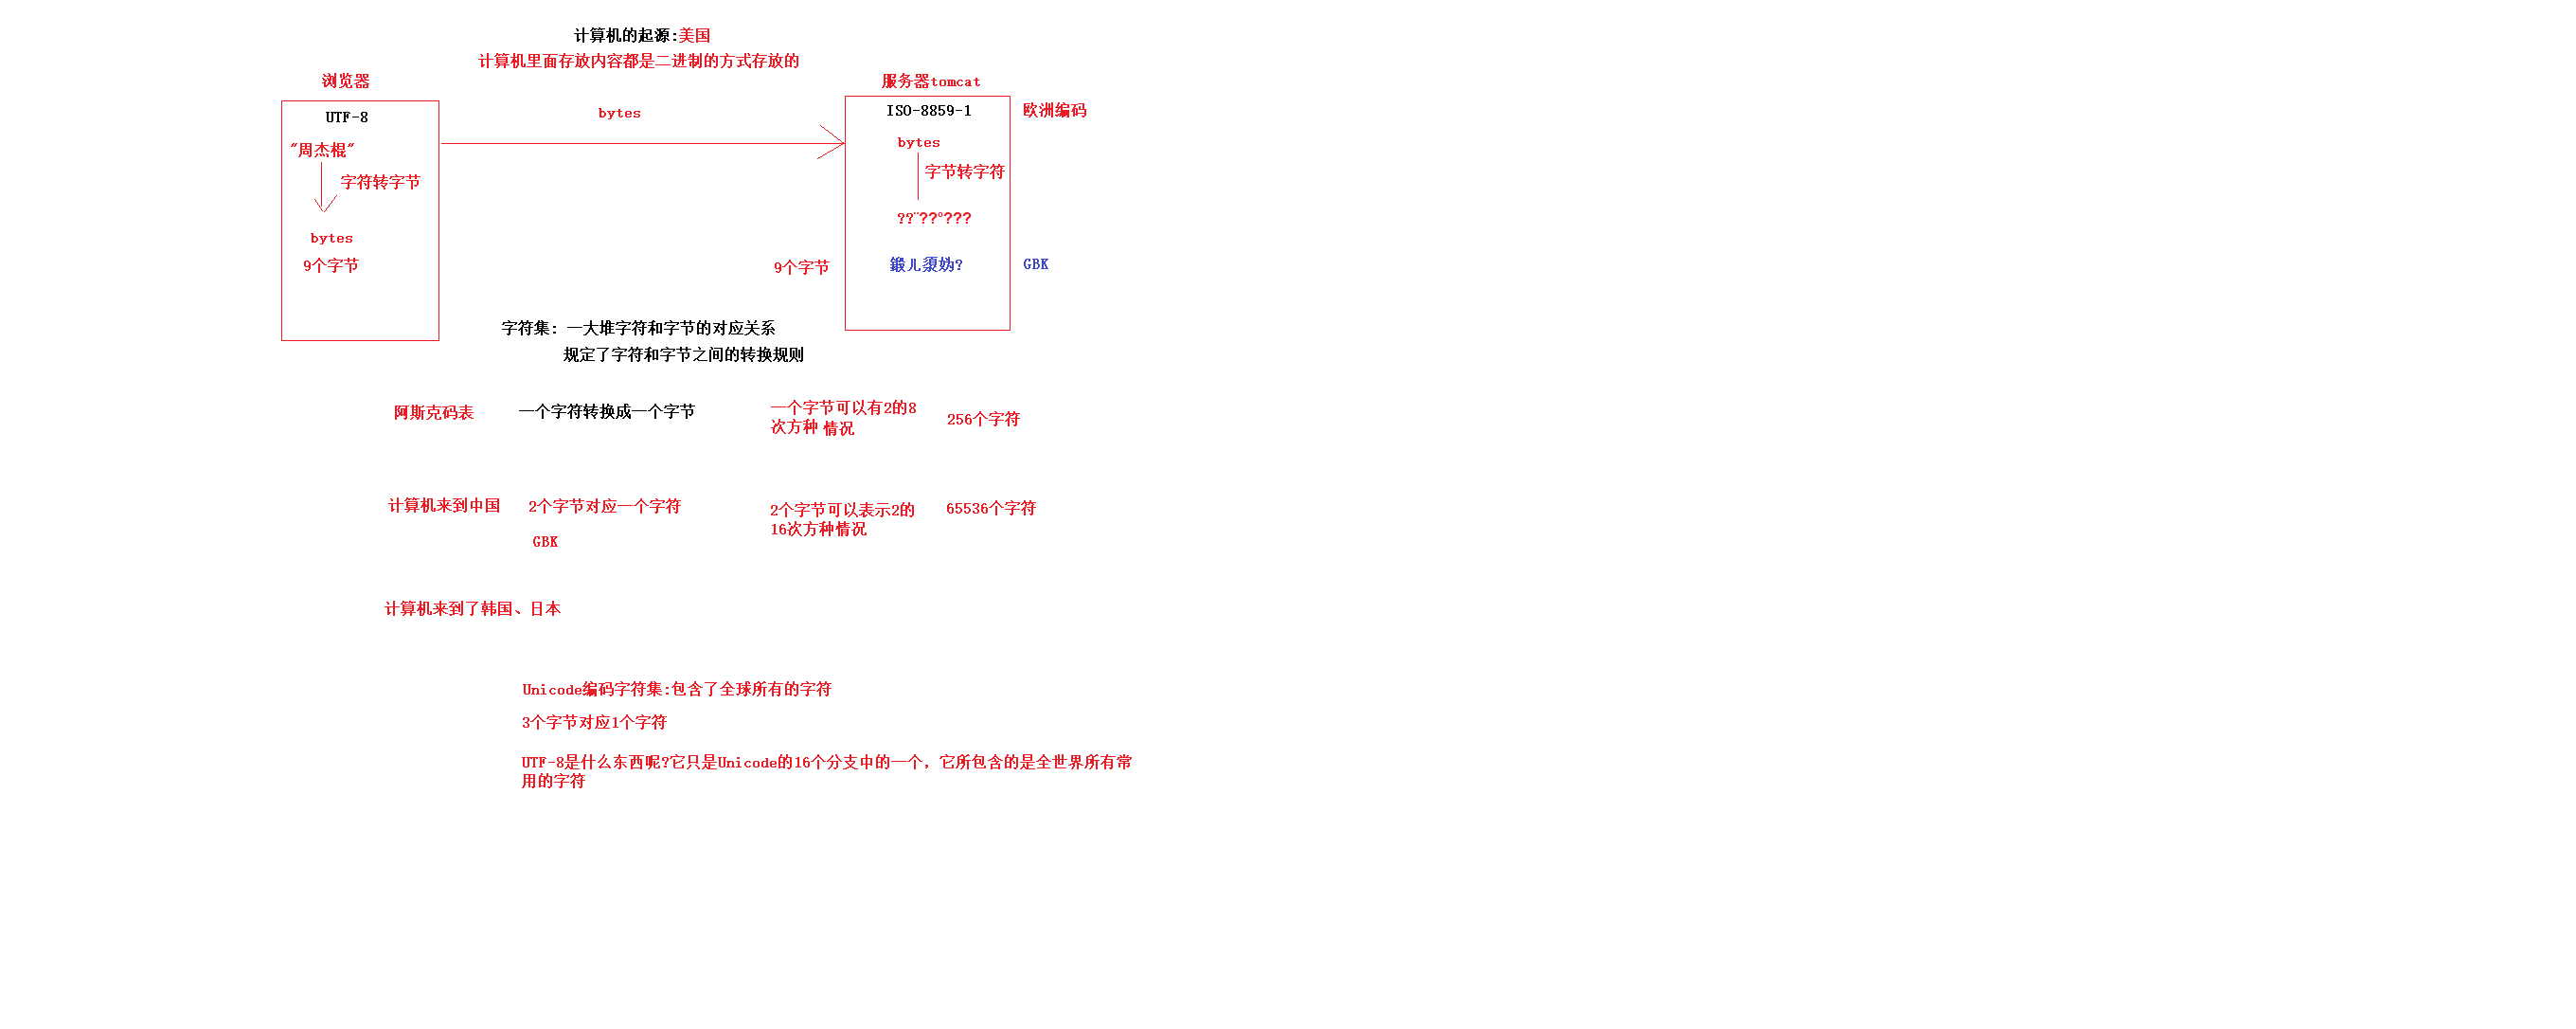 计算机的起源:美国
计算机里面存放内容都是二进制的方式存放的
浏览器
服务器tomcat
UTF-8
bytes
ISO-8859-1
欧洲编码
"周杰棍"
bytes
字符转字节
字节转字符
??¨??°???
bytes
9个字节
9个字节
鍛ㄦ澃妫?
GBK
字符集: 一大堆字符和字节的对应关系
规定了字符和字节之间的转换规则
阿斯克码表
一个字符转换成一个字节
一个字节可以有2的8
次方种 情况
256个字符
计算机来到中国
2个字节对应一个字符
2个字节可以表示2的
16次方种情况
65536个字符
GBK
计算机来到了韩国、日本
Unicode编码字符集:包含了全球所有的字符
3个字节对应1个字符
UTF-8是什么东西呢?它只是Unicode的16个分支中的一个，它所包含的是全世界所有常
用的字符